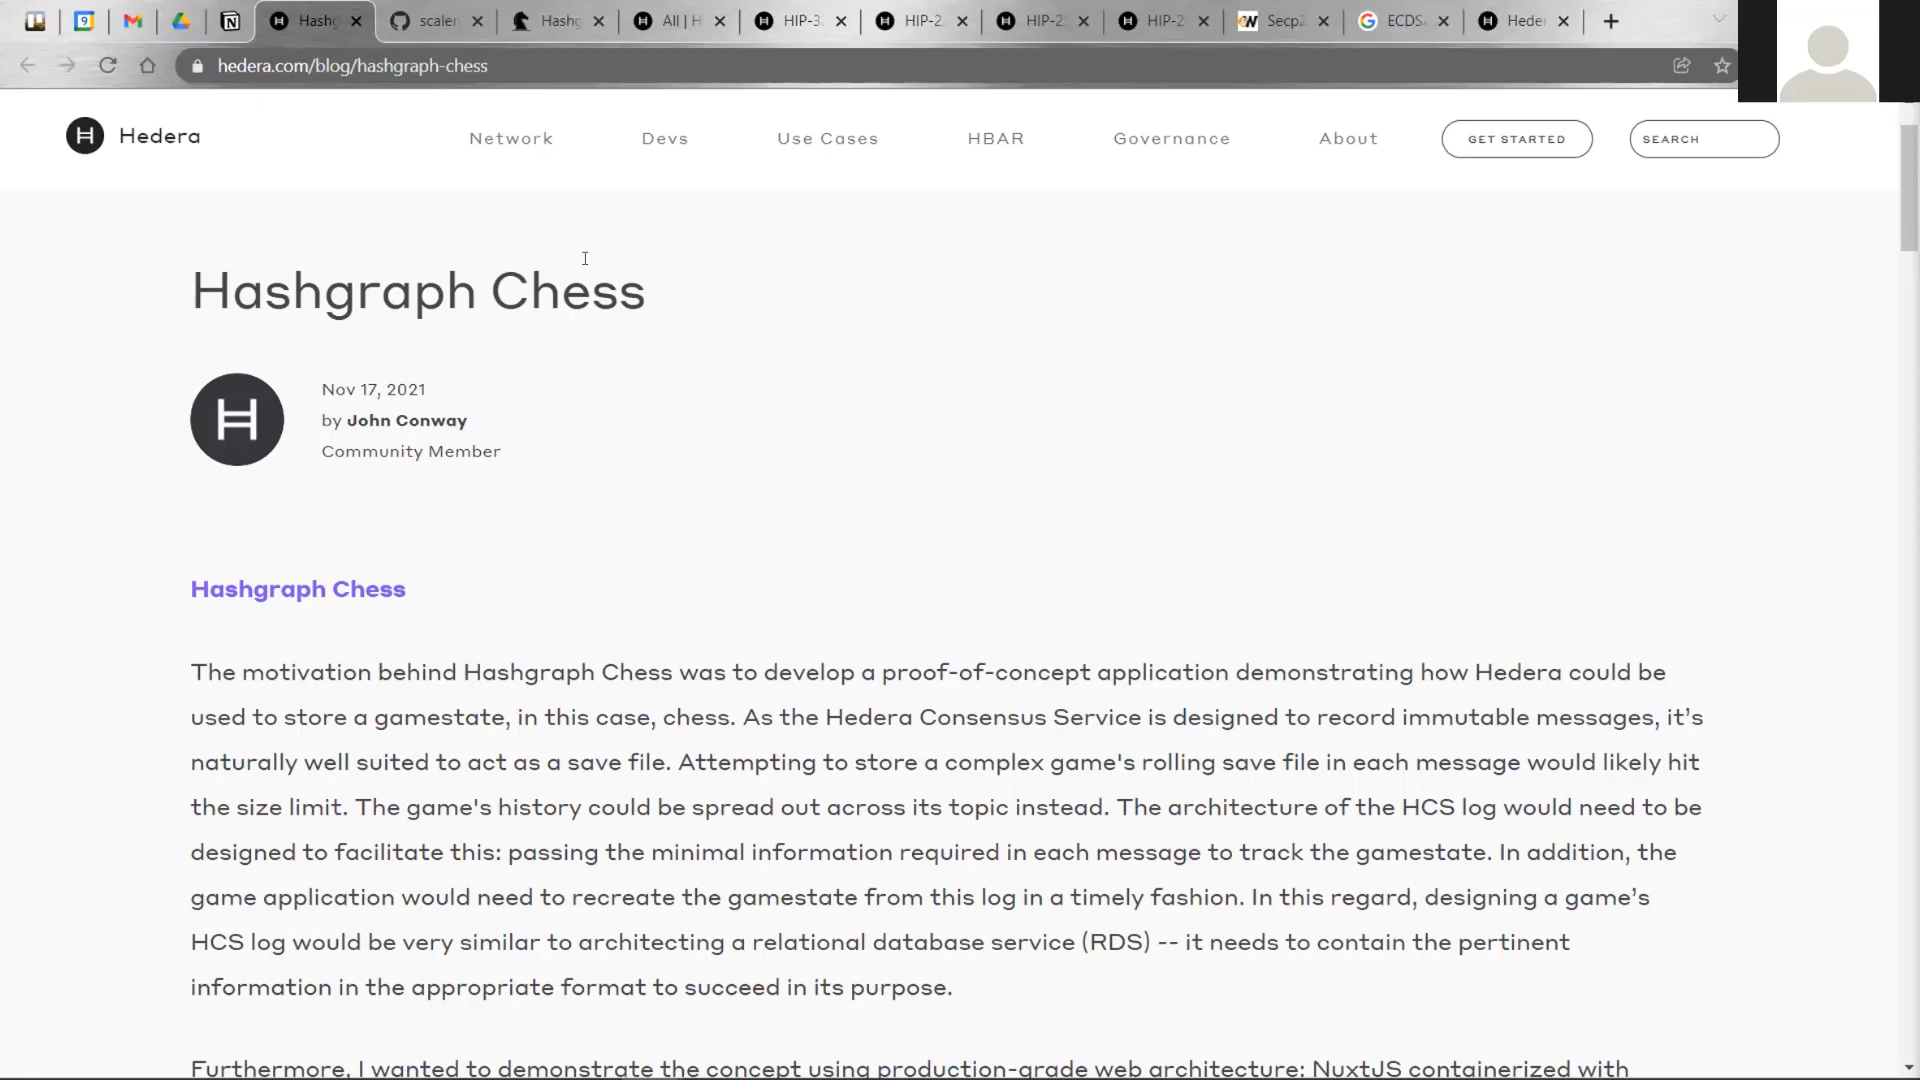 9
Hashg
scaler
Hashg
All | H
HIP-3
HIP-2
HIP-2
HIP-2
Secp2
ECDS
Heder
hedera.com/blog/hashgraph-chess
Hedera
Network
Devs
Use Cases
HBAR
Governance
About
GET STARTED
SEARCH
Hashgraph Chess
Nov 17, 2021
by John Conway
Community Member
Hashgraph Chess
The motivation behind Hashgraph Chess was to develop a proof-of-concept application demonstrating how Hedera could be
used to store a gamestate, in this case, chess. As the Hedera Consensus Service is designed to record immutable messages, it's
naturally well suited to act as a save file. Attempting to store a complex game's rolling save file in each message would likely hit
the size limit. The game's history could be spread out across its topic instead. The architecture of the HCS log would need to be
designed to facilitate this: passing the minimal information required in each message to track the gamestate. In addition, the
game application would need to recreate the gamestate from this log in a timely fashion. In this regard, designing a game's
HCS log would be very similar to architecting a relational database service (RDS) -- it needs to contain the pertinent
information in the appropriate format to succeed in its purpose.
Furthermore, I wanted to demonstrate the concept using production-grade web architecture: NuxtJS containerized with